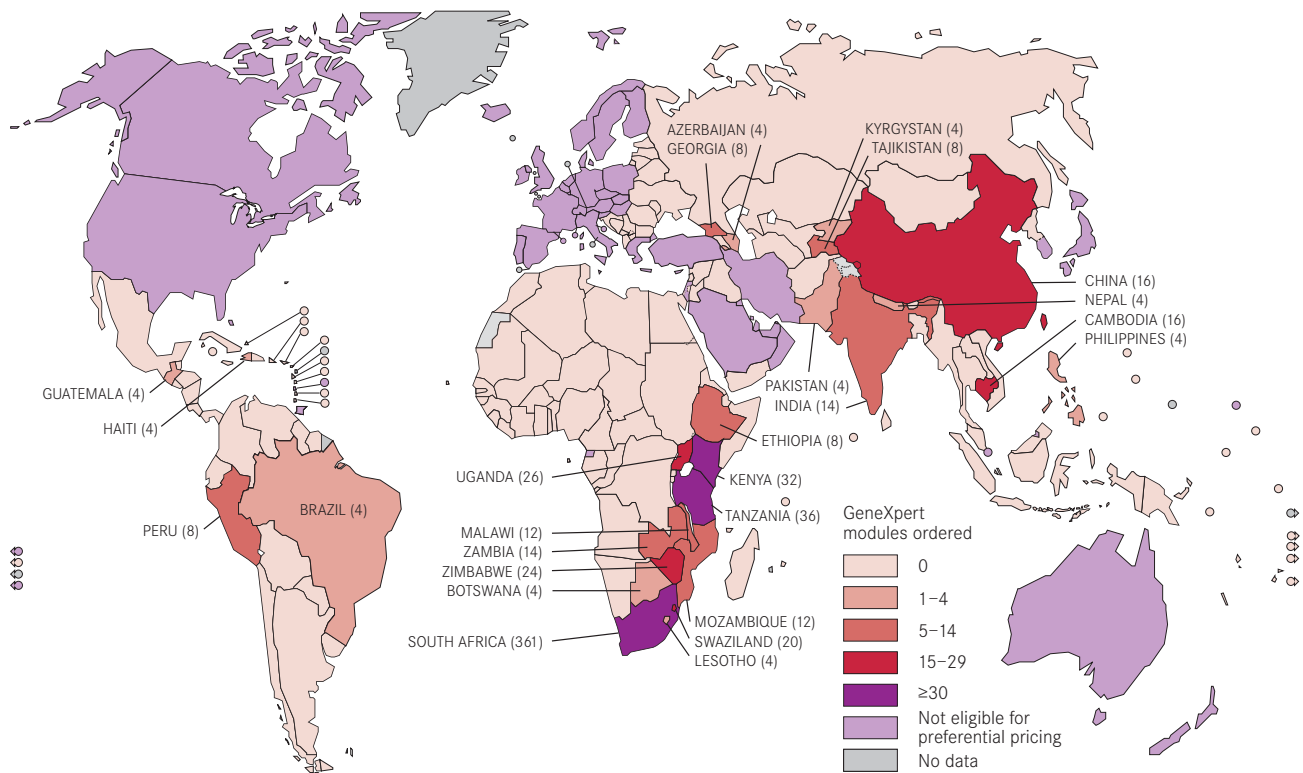 AZERBAIJAN (4)
GEORGIA (8)
KYRGYSTAN (4)
TAJIKISTAN (8)
CHINA (16)
NEPAL (4)
CAMBODIA (16)
PHILIPPINES (4)
GUATEMALA (4)
HAITI (4)
PAKISTAN (4)
INDIA (14)
ETHIOPIA (8)
UGANDA (26)
KENYA (32)
TANZANIA (36)
BRAZIL (4)
PERU (8)
MALAWI (12)
ZAMBIA (14)
ZIMBABWE (24)
BOTSWANA (4)
SOUTH AFRICA (361)
MOZAMBIQUE (12)
SWAZILAND (20)
LESOTHO (4)
GeneXpert
modules ordered
0
1–4
5–14
15–29
≥30
Not eligible for
preferential pricing
No data